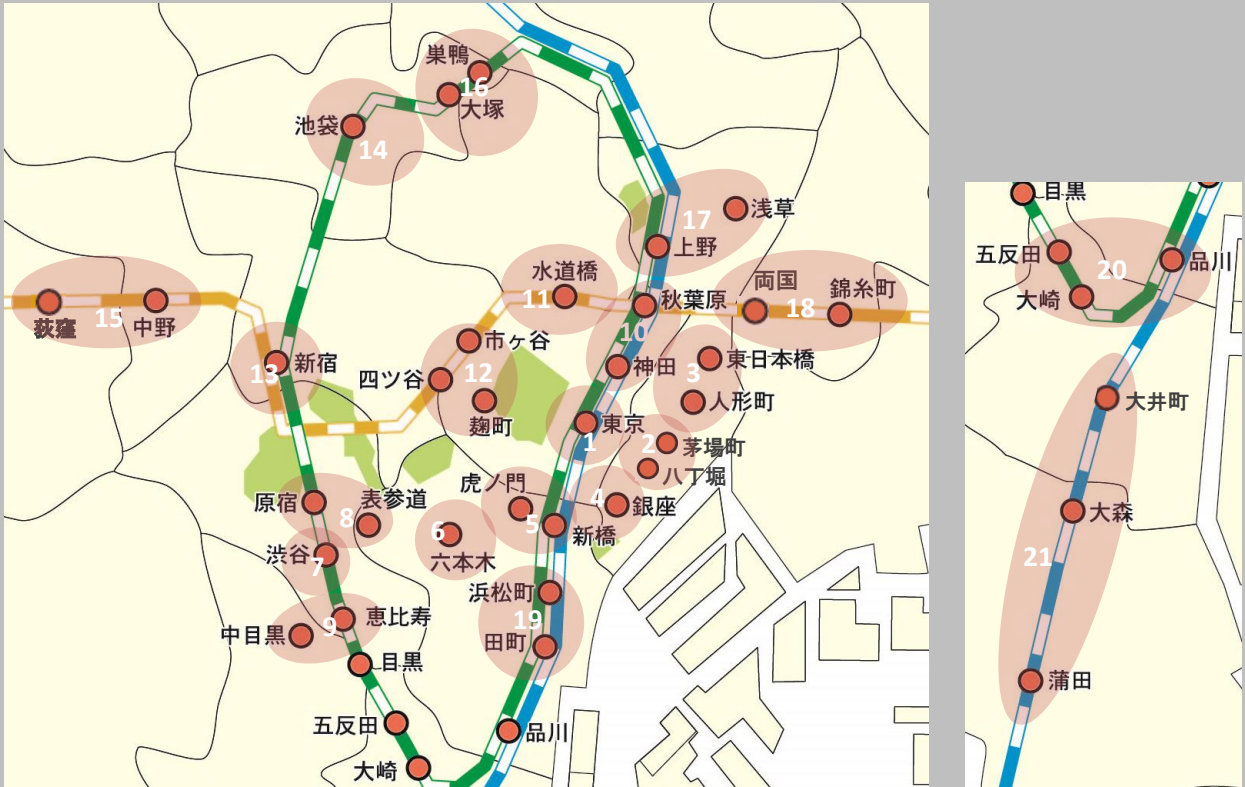 巣鴨
16
大塚
池袋
14
浅草
17
上野
水道橋
11
両国
錦糸町
18
秋葉原
荻窪
15
中野
10
市ヶ谷
新宿
13
四ツ谷
12
麹町
神田
東日本橋
3
人形町
東京
1
2
茅場町
八丁堀
虎ノ門
表参道
原宿
8
4
銀座
5
新橋
6
六本木
渋谷
7
浜松町
19
田町
恵比寿
9
中目黒
目黒
五反田
品川
大崎
目黒
五反田
20
品川
大崎
大井町
大森
21
蒲田